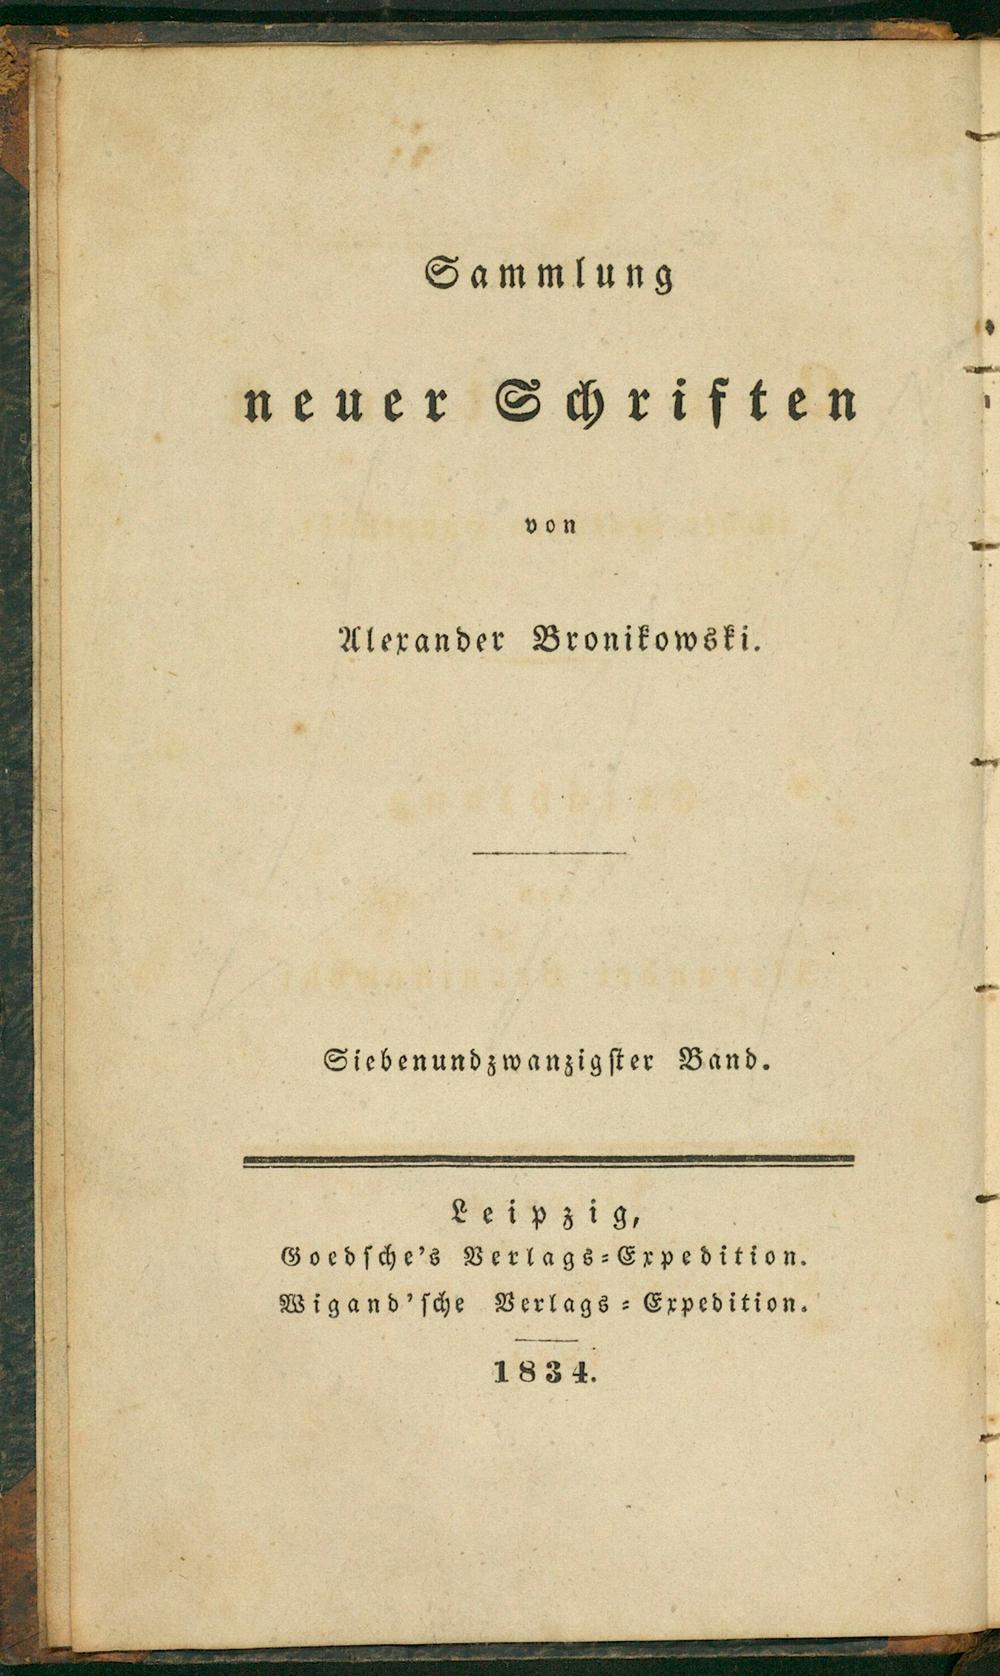 Sammlung
neuer Schriften
von
Alexander Bronikowski.
Siebenundzwanzigſter Band.
Leipzig,
Goedſche's Verlags-Expedition.
Wigand'ſche Verlags-Expedition.
1834.